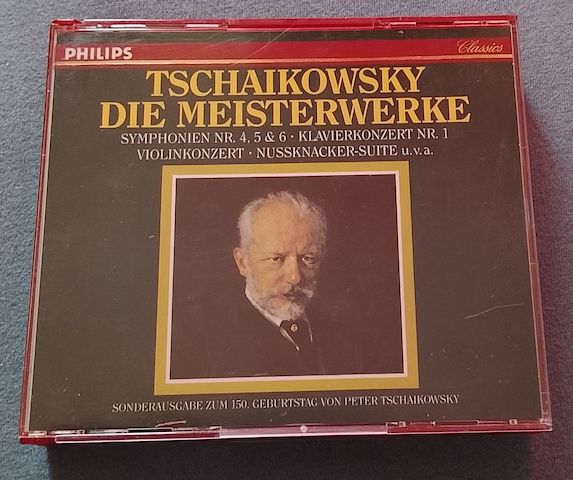 PHILIPS Classics
TSCHAIKOWSKY
DIE MEISTERWERKE
SYMPHONIEN NR. 4, 5 & 6 · KLAVIERKONZERT NR. 1
VIOLINKONZERT · NUSSKNACKER-SUITE u.v.a.
SONDERAUSGABE ZUM 150. GEBURTSTAG VON PETER TSCHAIKOWSKY